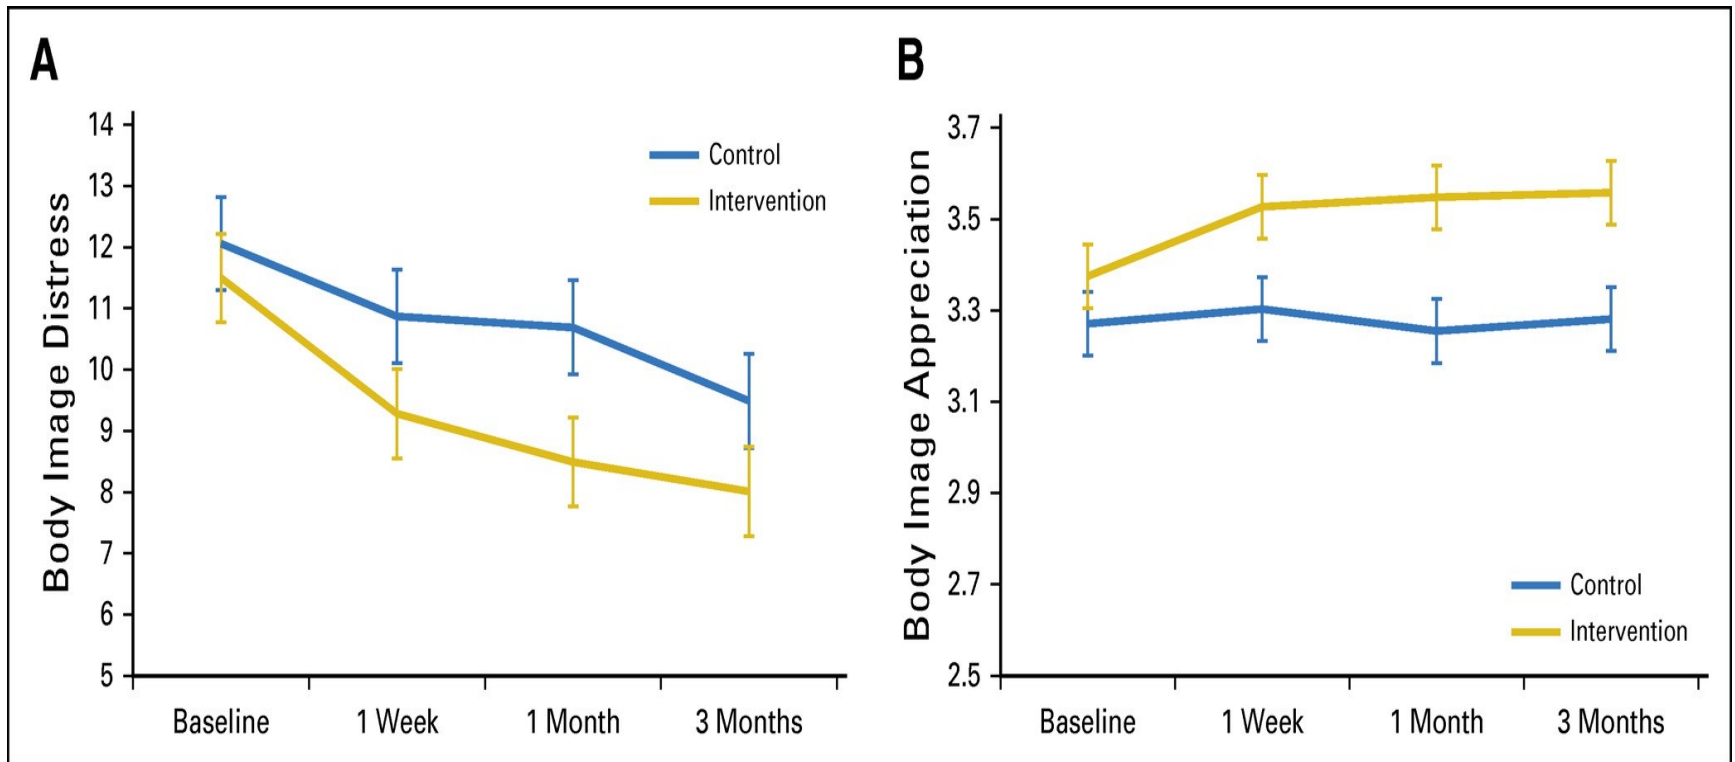 A
Body Image Distress
14
13
12
11
10
9
8
7
6
5
Control
Intervention
Baseline
1 Week
1 Month
3 Months
B
Body Image Appreciation
3.7
3.5
3.3
3.1
2.9
2.7
2.5
Control
Intervention
Baseline
1 Week
1 Month
3 Months